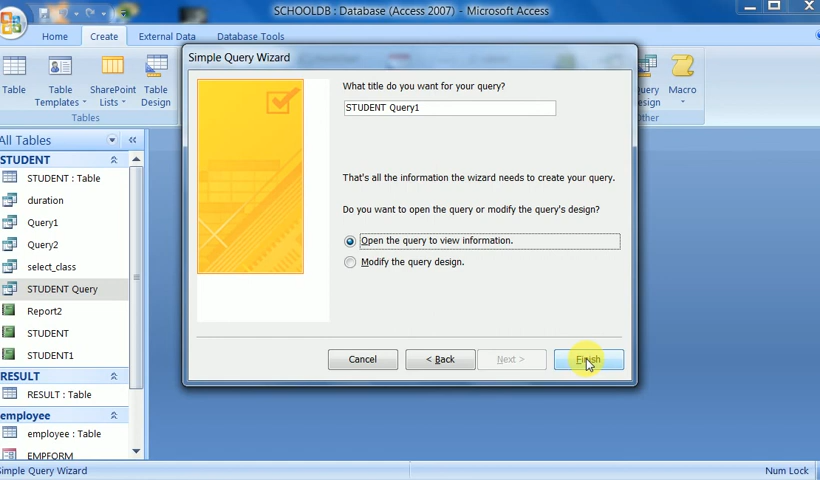 SCHOOLDB : Database (Access 2007) - Microsoft Access
Home Create External Data Database Tools
Table
Table Templates
SharePoint Lists
Table Design
Query Design
Macro
Tables
Other
All Tables
STUDENT
STUDENT : Table
duration
Query1
Query2
select_class
STUDENT Query
Report2
STUDENT
STUDENT1
RESULT
RESULT : Table
employee
employee : Table
EMPFORM
Simple Query Wizard
What title do you want for your query?
STUDENT Query1
That's all the information the wizard needs to create your query.
Do you want to open the query or modify the query's design?
Open the query to view information.
Modify the query design.
Cancel
< Back
Next >
Finish
Simple Query Wizard
Num Lock